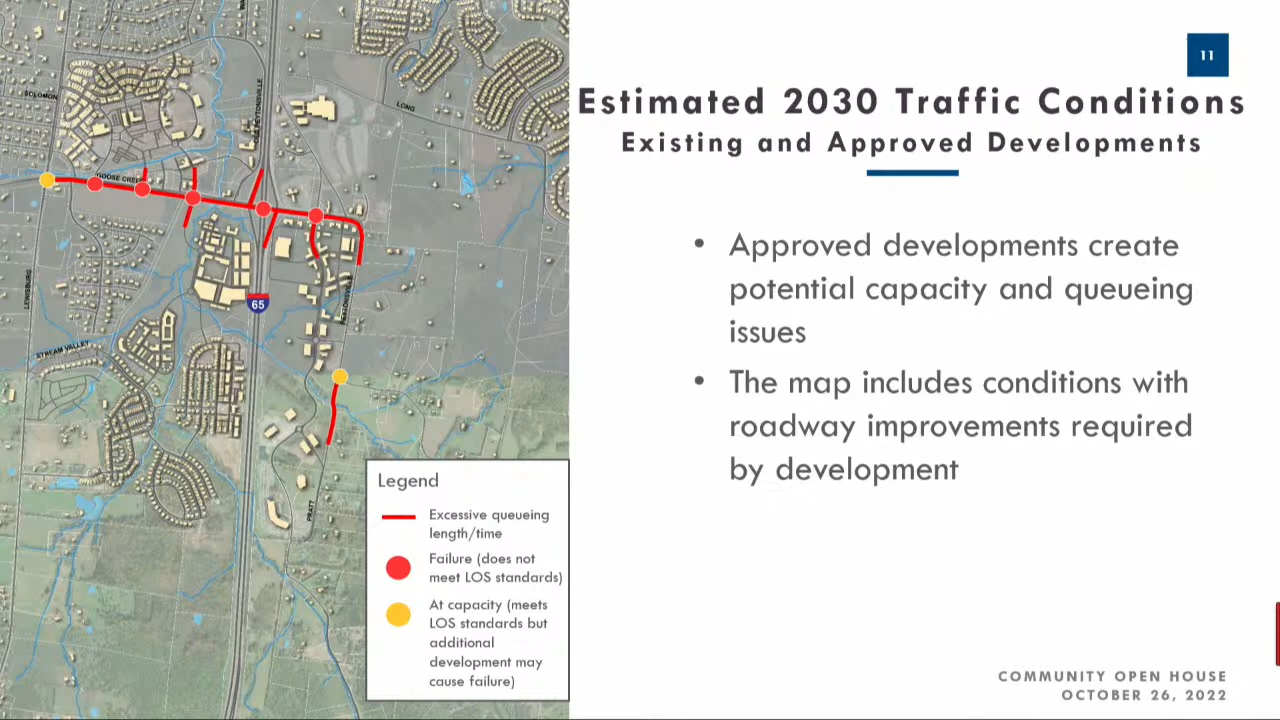 11
Estimated 2030 Traffic Conditions
Existing and Approved Developments
• Approved developments create
potential capacity and queueing
issues
• The map includes conditions with
roadway improvements required
by development
SOLOMON
LONG
GOOSE CREEK
LEWISBURG
65
STREAM VALLEY
PRATT
Legend
Excessive queueing
length/time
Failure (does not
meet LOS standards)
At capacity (meets
LOS standards but
additional
development may
cause failure)
COMMUNITY OPEN HOUSE
OCTOBER 26, 2022